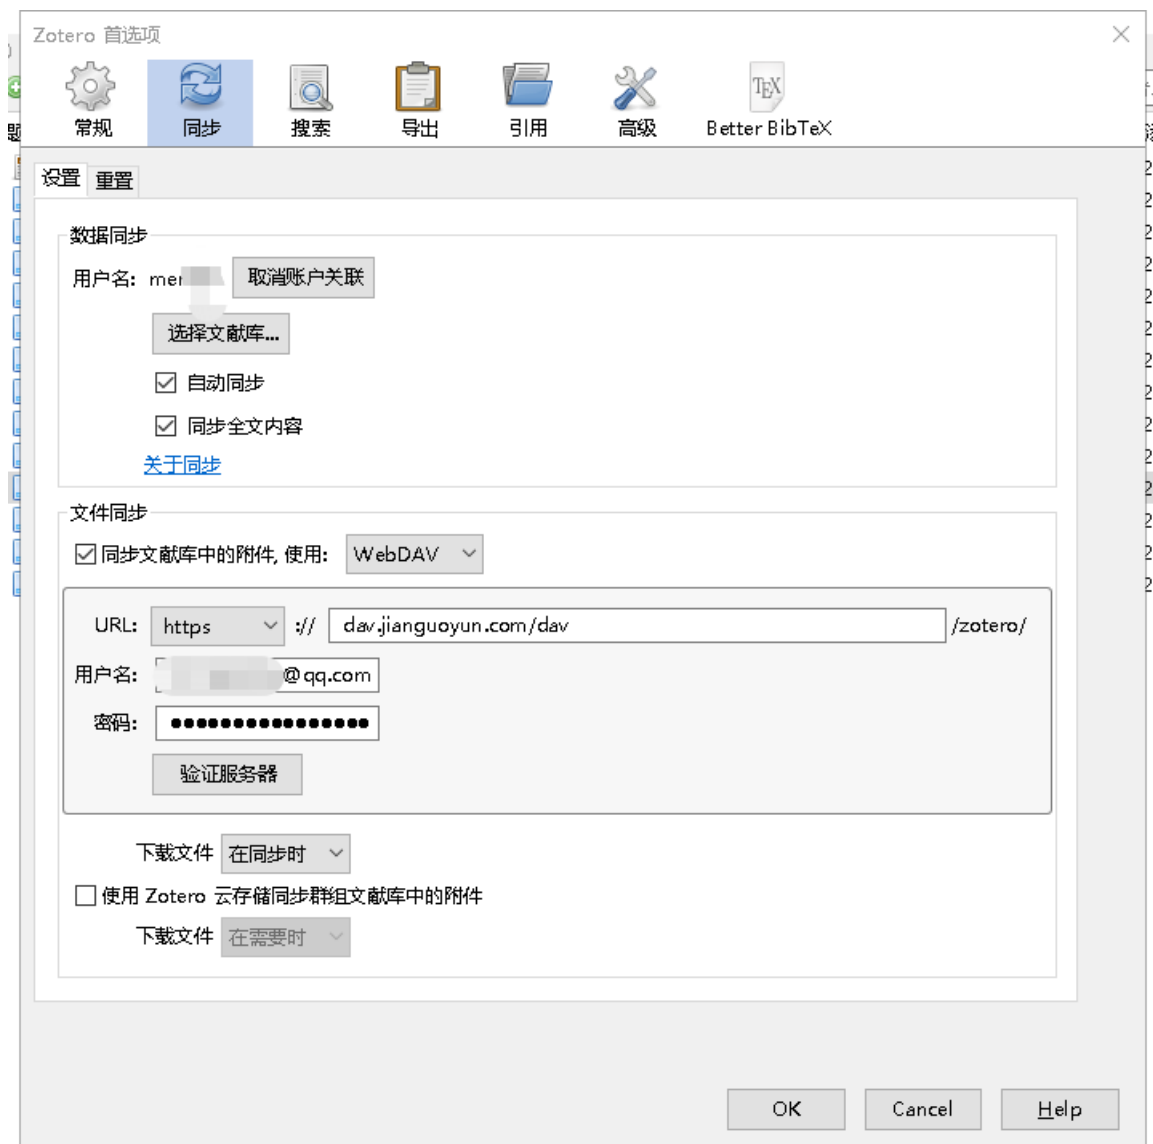 Zotero 首选项
常规 同步 搜索 导出 引用 高级 Better BibTeX
设置 重置
数据同步
用户名: 取消账户关联
选择文献库...
自动同步
同步全文内容
关于同步
文件同步
同步文献库中的附件, 使用: WebDAV
URL: https :// dav.jianguoyun.com/dav /zotero/
用户名: @qq.com
密码: ●●●●●●●●●●●●●●●●
验证服务器
下载文件 在同步时
使用 Zotero 云存储同步群组文献库中的附件
下载文件 在需要时
OK Cancel Help